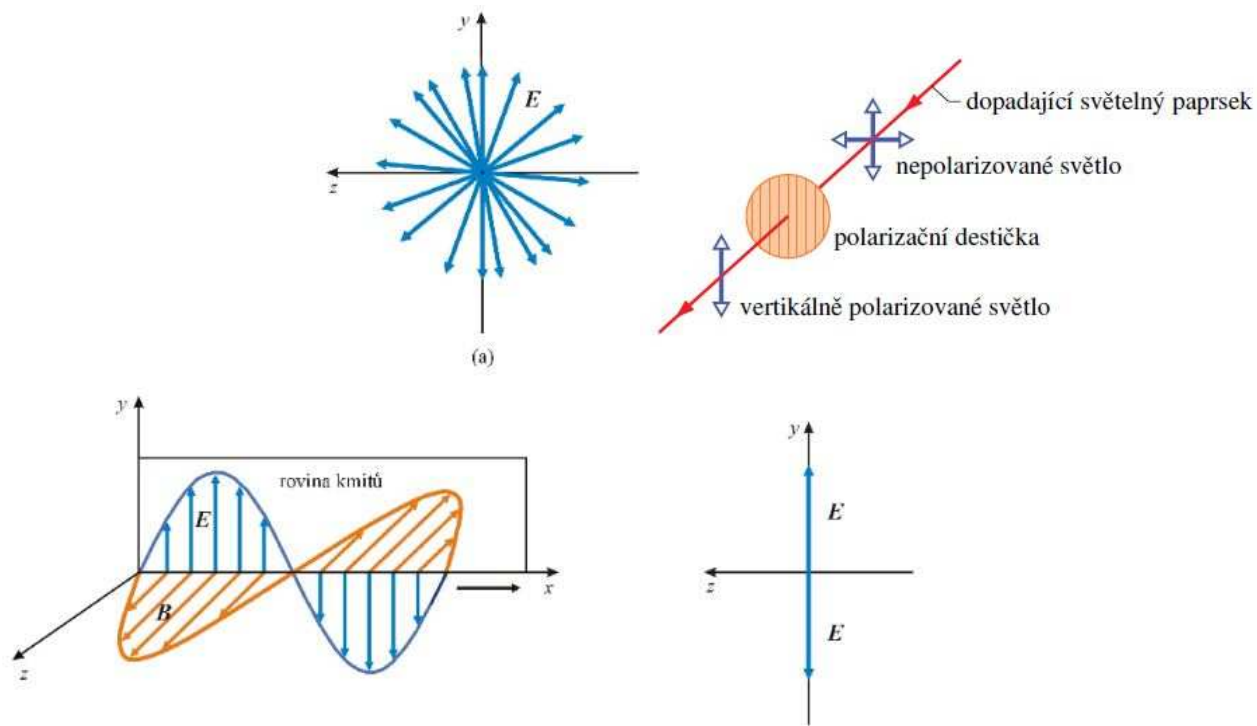 y
E
z
(a)
dopadající světelný paprsek
nepolarizované světlo
polarizační destička
vertikálně polarizované světlo
y
rovina kmitů
E
B
x
z
y
E
z
E